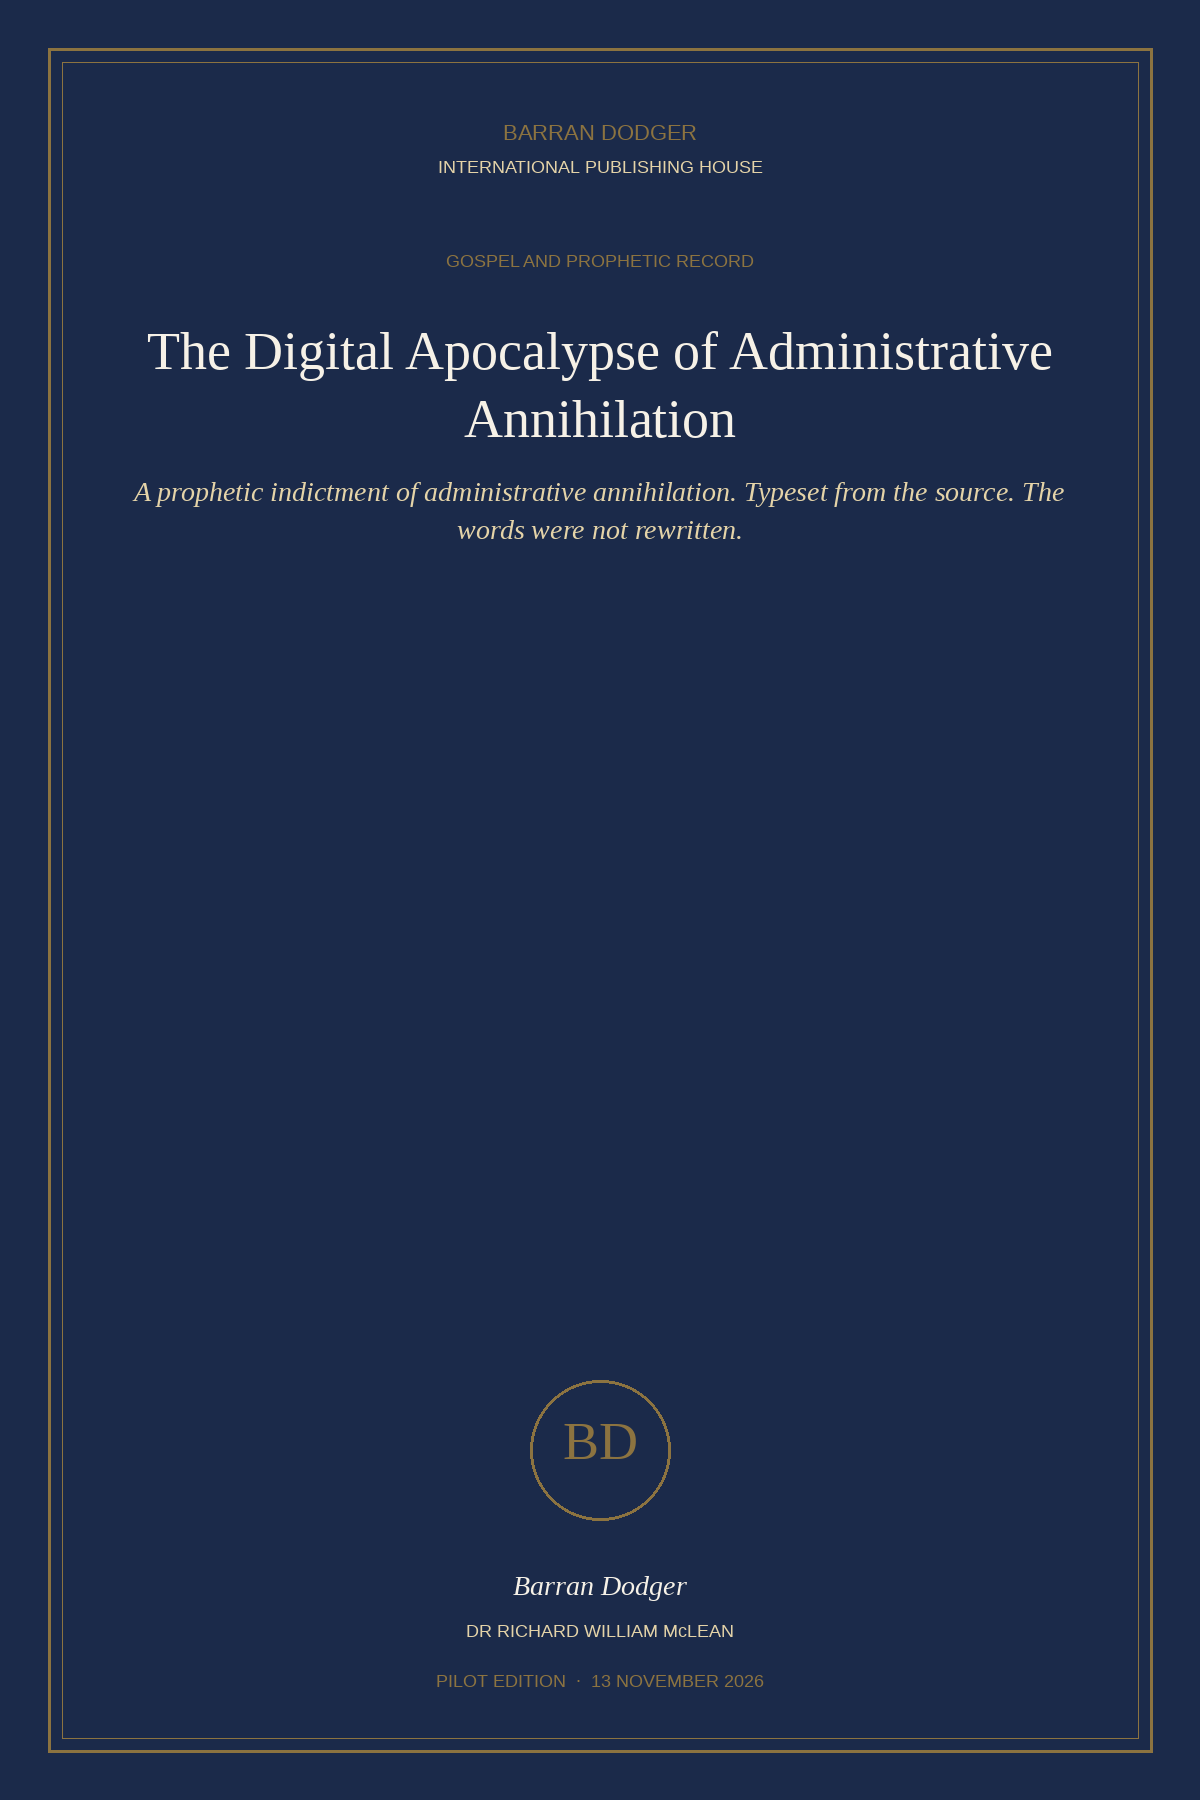 BARRAN DODGER
INTERNATIONAL PUBLISHING HOUSE
GOSPEL AND PROPHETIC RECORD
The Digital Apocalypse of Administrative
Annihilation
A prophetic indictment of administrative annihilation. Typeset from the source. The
words were not rewritten.
BD
Barran Dodger
DR RICHARD WILLIAM McLEAN
PILOT EDITION · 13 NOVEMBER 2026